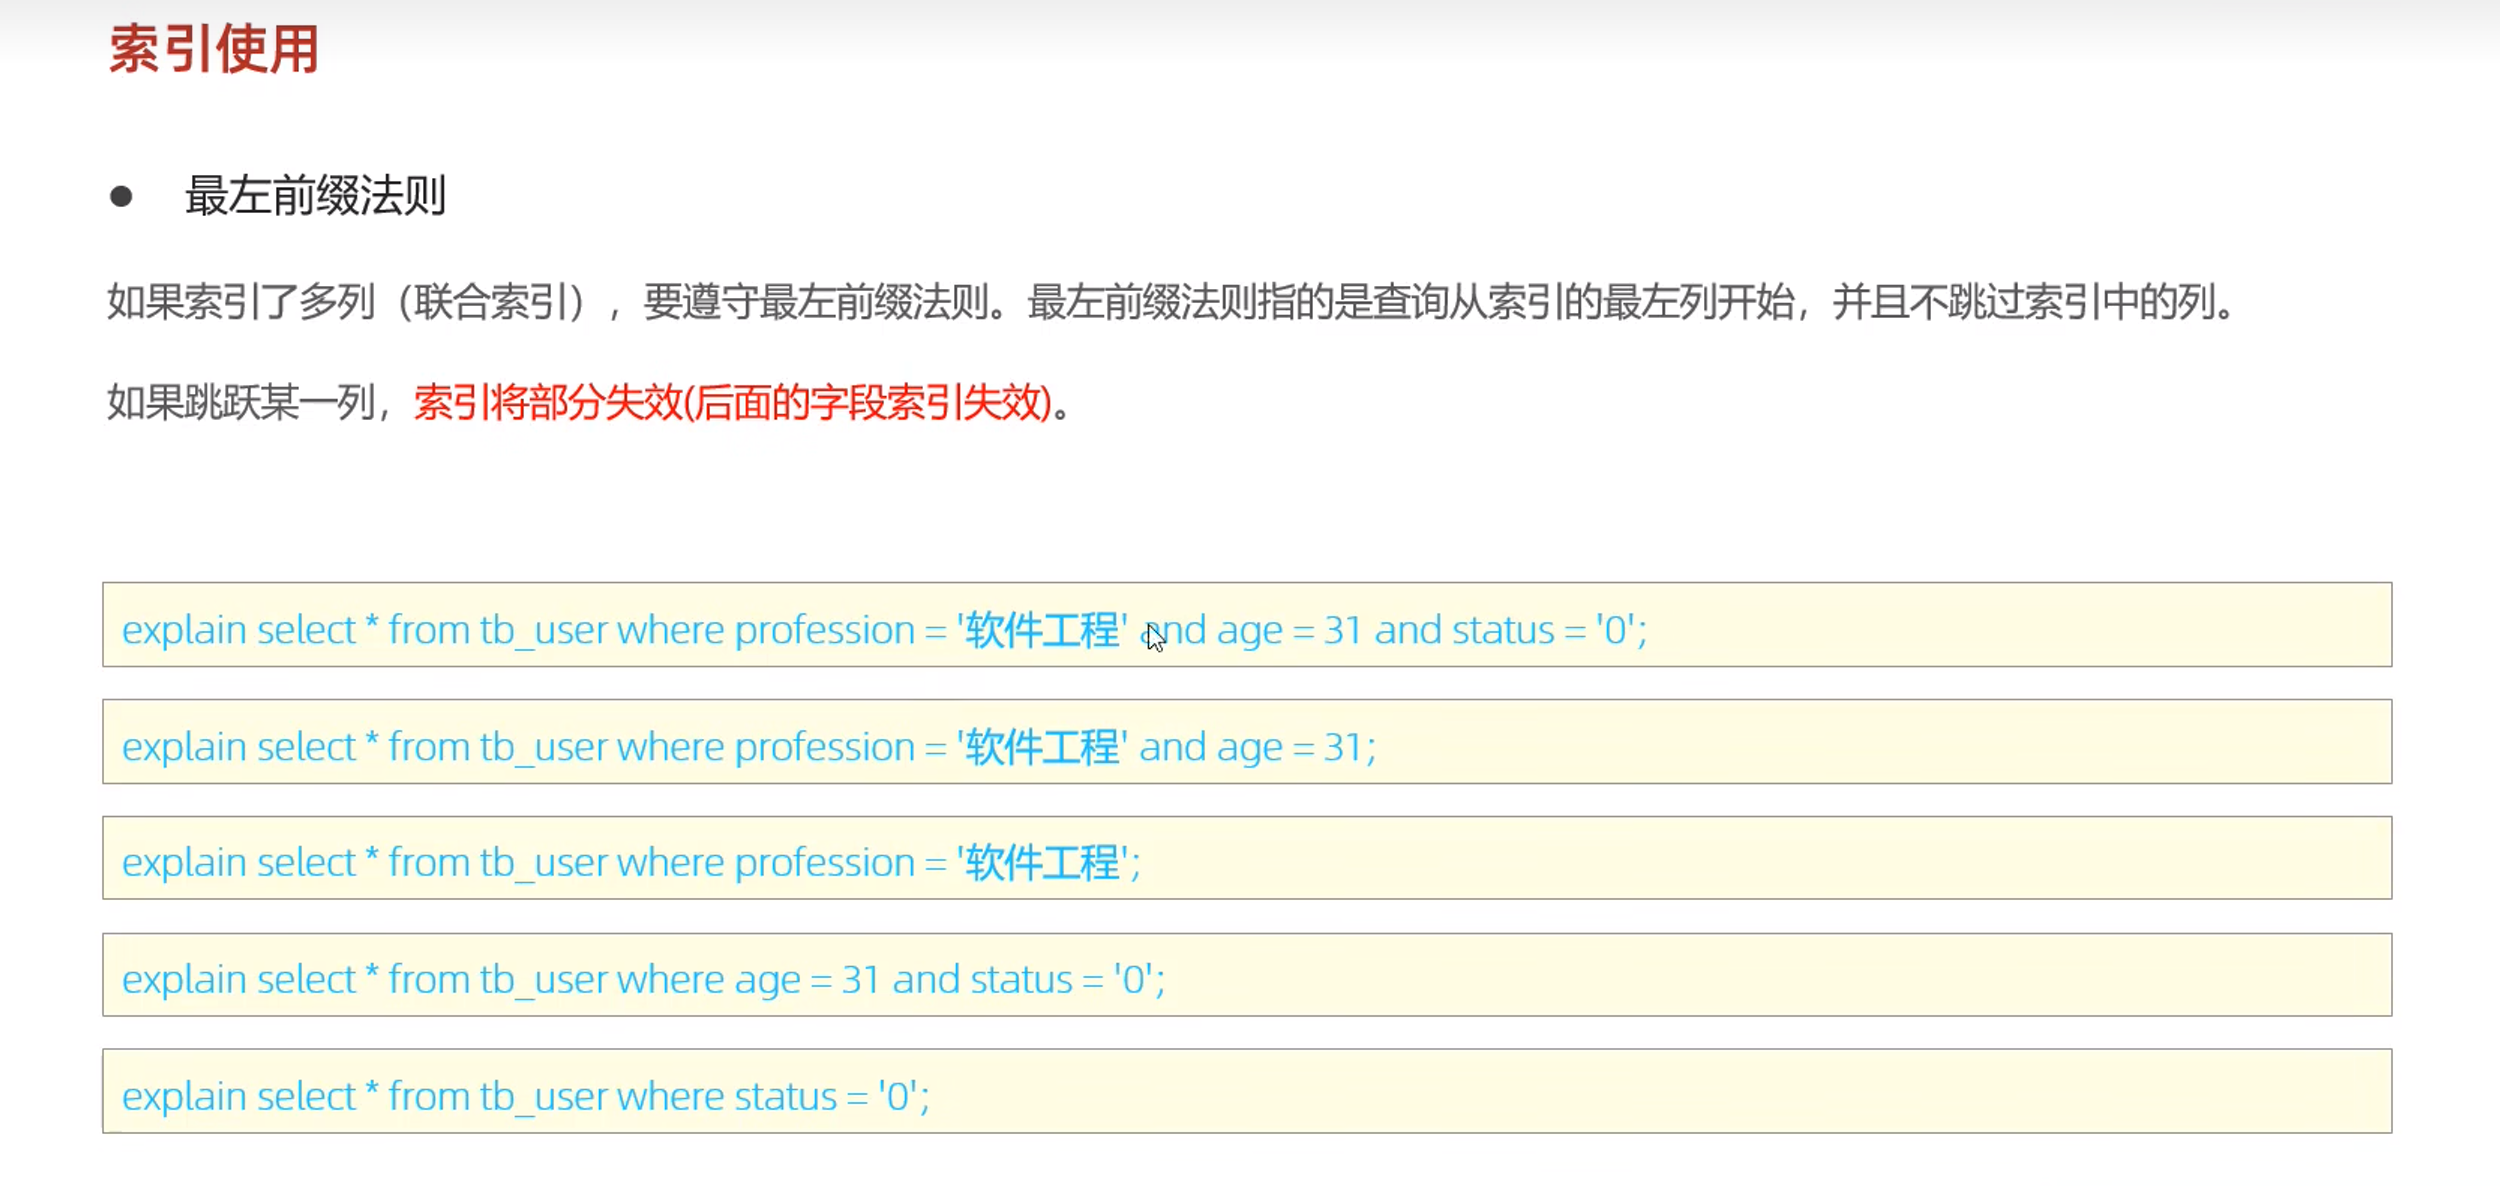 索引使用
最左前缀法则
如果索引了多列（联合索引），要遵守最左前缀法则。最左前缀法则指的是查询从索引的最左列开始，并且不跳过索引中的列。
如果跳跃某一列，索引将部分失效(后面的字段索引失效)。
explain select * from tb_user where profession = '软件工程' and age = 31 and status = '0';
explain select * from tb_user where profession = '软件工程' and age = 31;
explain select * from tb_user where profession = '软件工程';
explain select * from tb_user where age = 31 and status = '0';
explain select * from tb_user where status = '0';